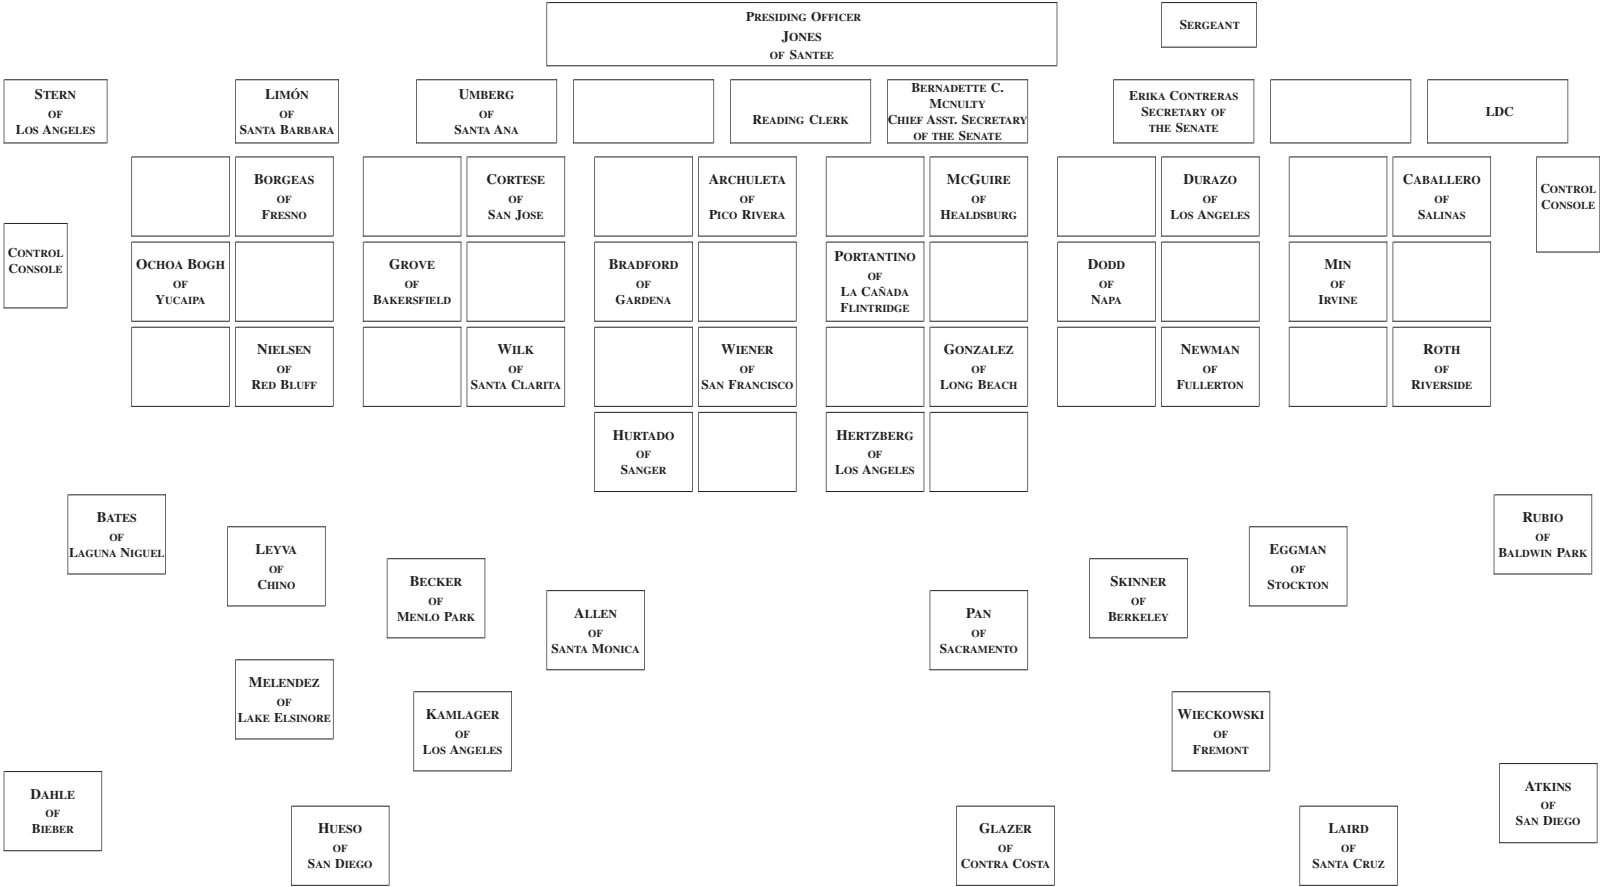 PRESIDING OFFICER
JONES
OF SANTEE
SERGEANT
STERN
OF
LOS ANGELES
LIMÓN
OF
SANTA BARBARA
UMBERG
OF
SANTA ANA
READING CLERK
BERNADETTE C.
MCNULTY
CHIEF ASST. SECRETARY
OF THE SENATE
ERIKA CONTRERAS
SECRETARY OF
THE SENATE
LDC
BORGEAS
OF
FRESNO
CORTESE
OF
SAN JOSE
ARCHULETA
OF
PICO RIVERA
MCGUIRE
OF
HEALDSBURG
DURAZO
OF
LOS ANGELES
CABALLERO
OF
SALINAS
CONTROL
CONSOLE
CONTROL
CONSOLE
OCHOA BOGH
OF
YUCAIPA
GROVE
OF
BAKERSFIELD
BRADFORD
OF
GARDENA
PORTANTINO
OF
LA CAÑADA
FLINTRIDGE
DODD
OF
NAPA
MIN
OF
IRVINE
NIELSEN
OF
RED BLUFF
WILK
OF
SANTA CLARITA
WIENER
OF
SAN FRANCISCO
GONZALEZ
OF
LONG BEACH
NEWMAN
OF
FULLERTON
ROTH
OF
RIVERSIDE
HURTADO
OF
SANGER
HERTZBERG
OF
LOS ANGELES
BATES
OF
LAGUNA NIGUEL
LEYVA
OF
CHINO
BECKER
OF
MENLO PARK
ALLEN
OF
SANTA MONICA
PAN
OF
SACRAMENTO
SKINNER
OF
BERKELEY
EGGMAN
OF
STOCKTON
RUBIO
OF
BALDWIN PARK
MELENDEZ
OF
LAKE ELSINORE
KAMLAGER
OF
LOS ANGELES
WIECKOWSKI
OF
FREMONT
DAHLE
OF
BIEBER
HUESO
OF
SAN DIEGO
GLAZER
OF
CONTRA COSTA
LAIRD
OF
SANTA CRUZ
ATKINS
OF
SAN DIEGO